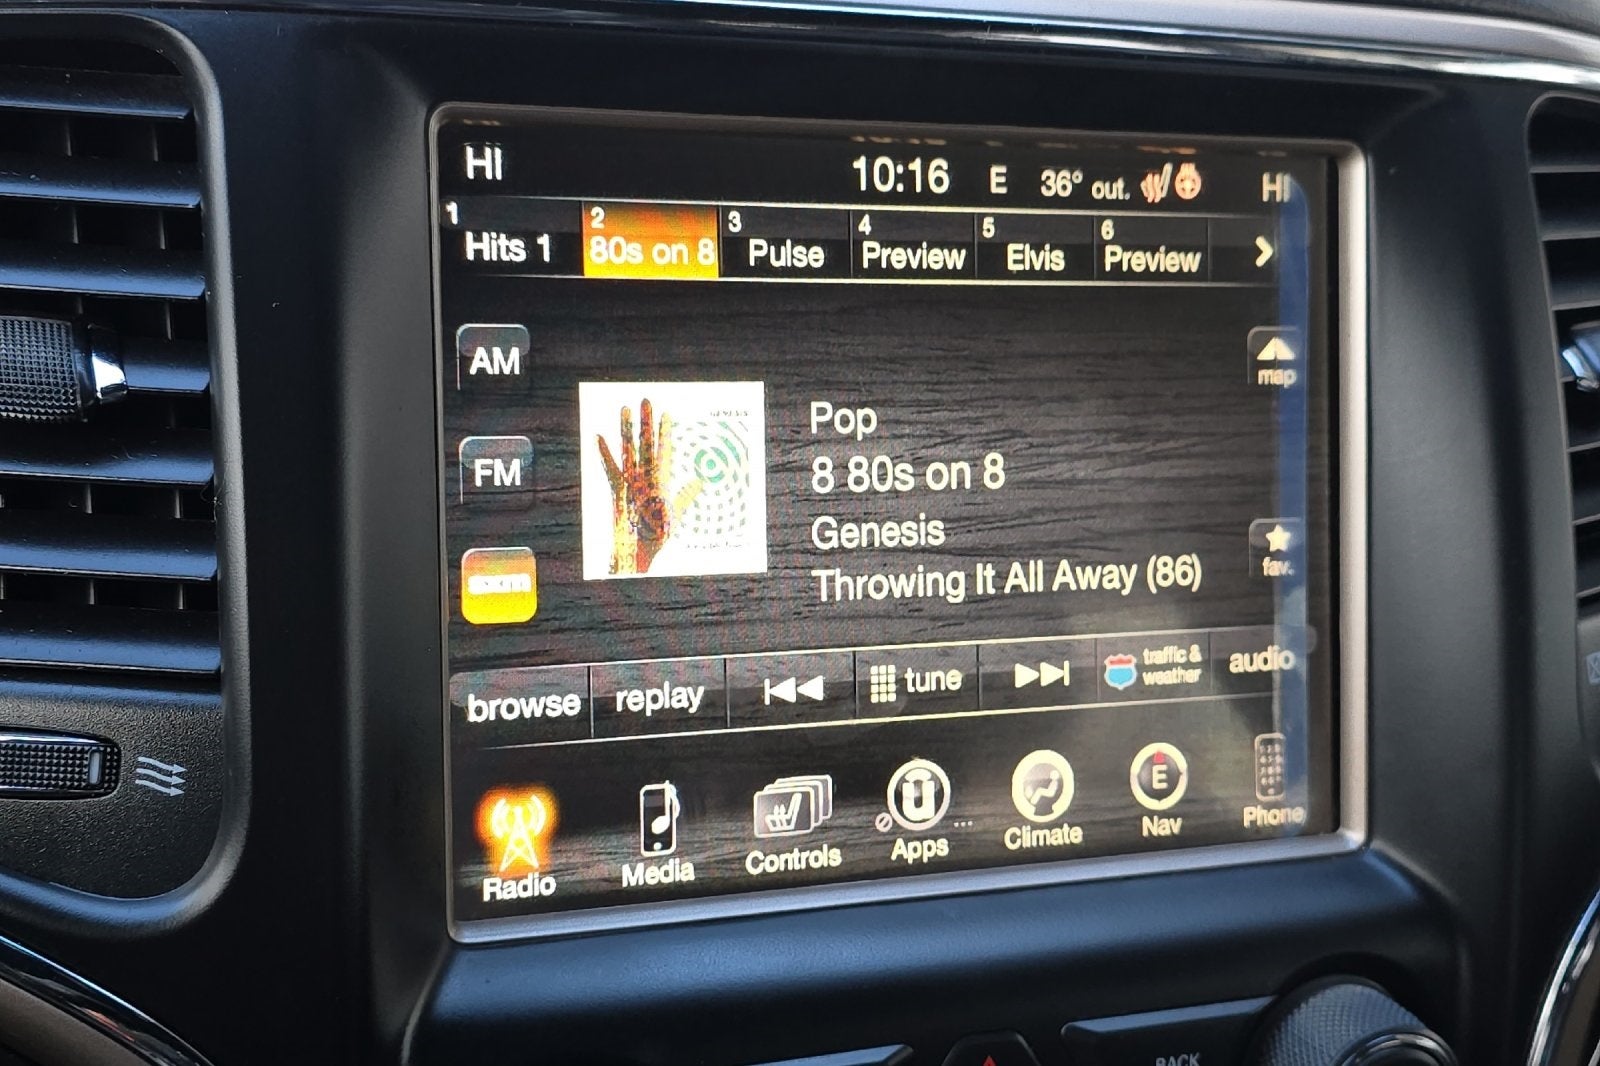 HI 10:16 E 36° out. HI
1 Hits 1
2 80s on 8
3 Pulse
4 Preview
5 Elvis
6 Preview
AM
map
FM
Pop
8 80s on 8
Genesis
Throwing It All Away (86)
fav.
browse replay tune traffic & weather audio
Radio Media Controls Apps ... Climate E Nav Phone
BACK